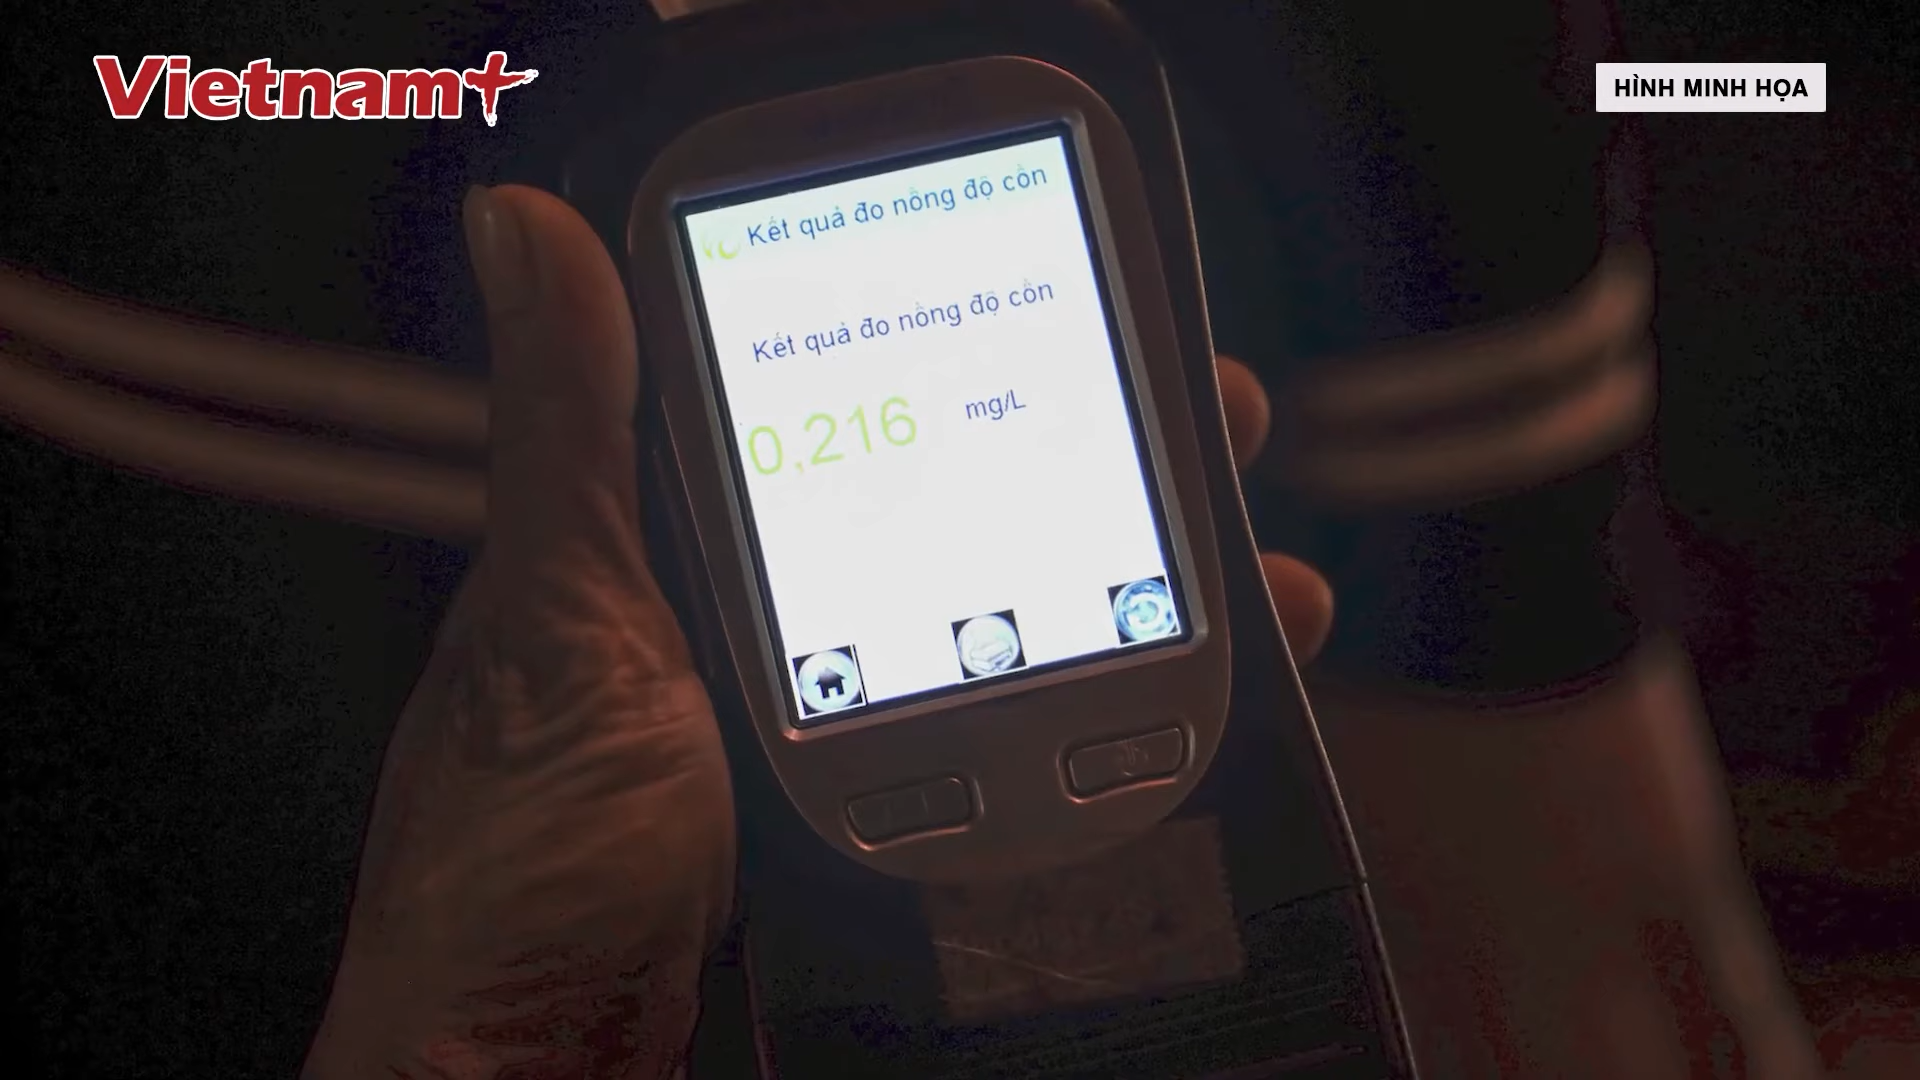 Vietnam+
HÌNH MINH HỌA
Kết quả đo nồng độ cồn
Kết quả đo nồng độ cồn
0,216 mg/L